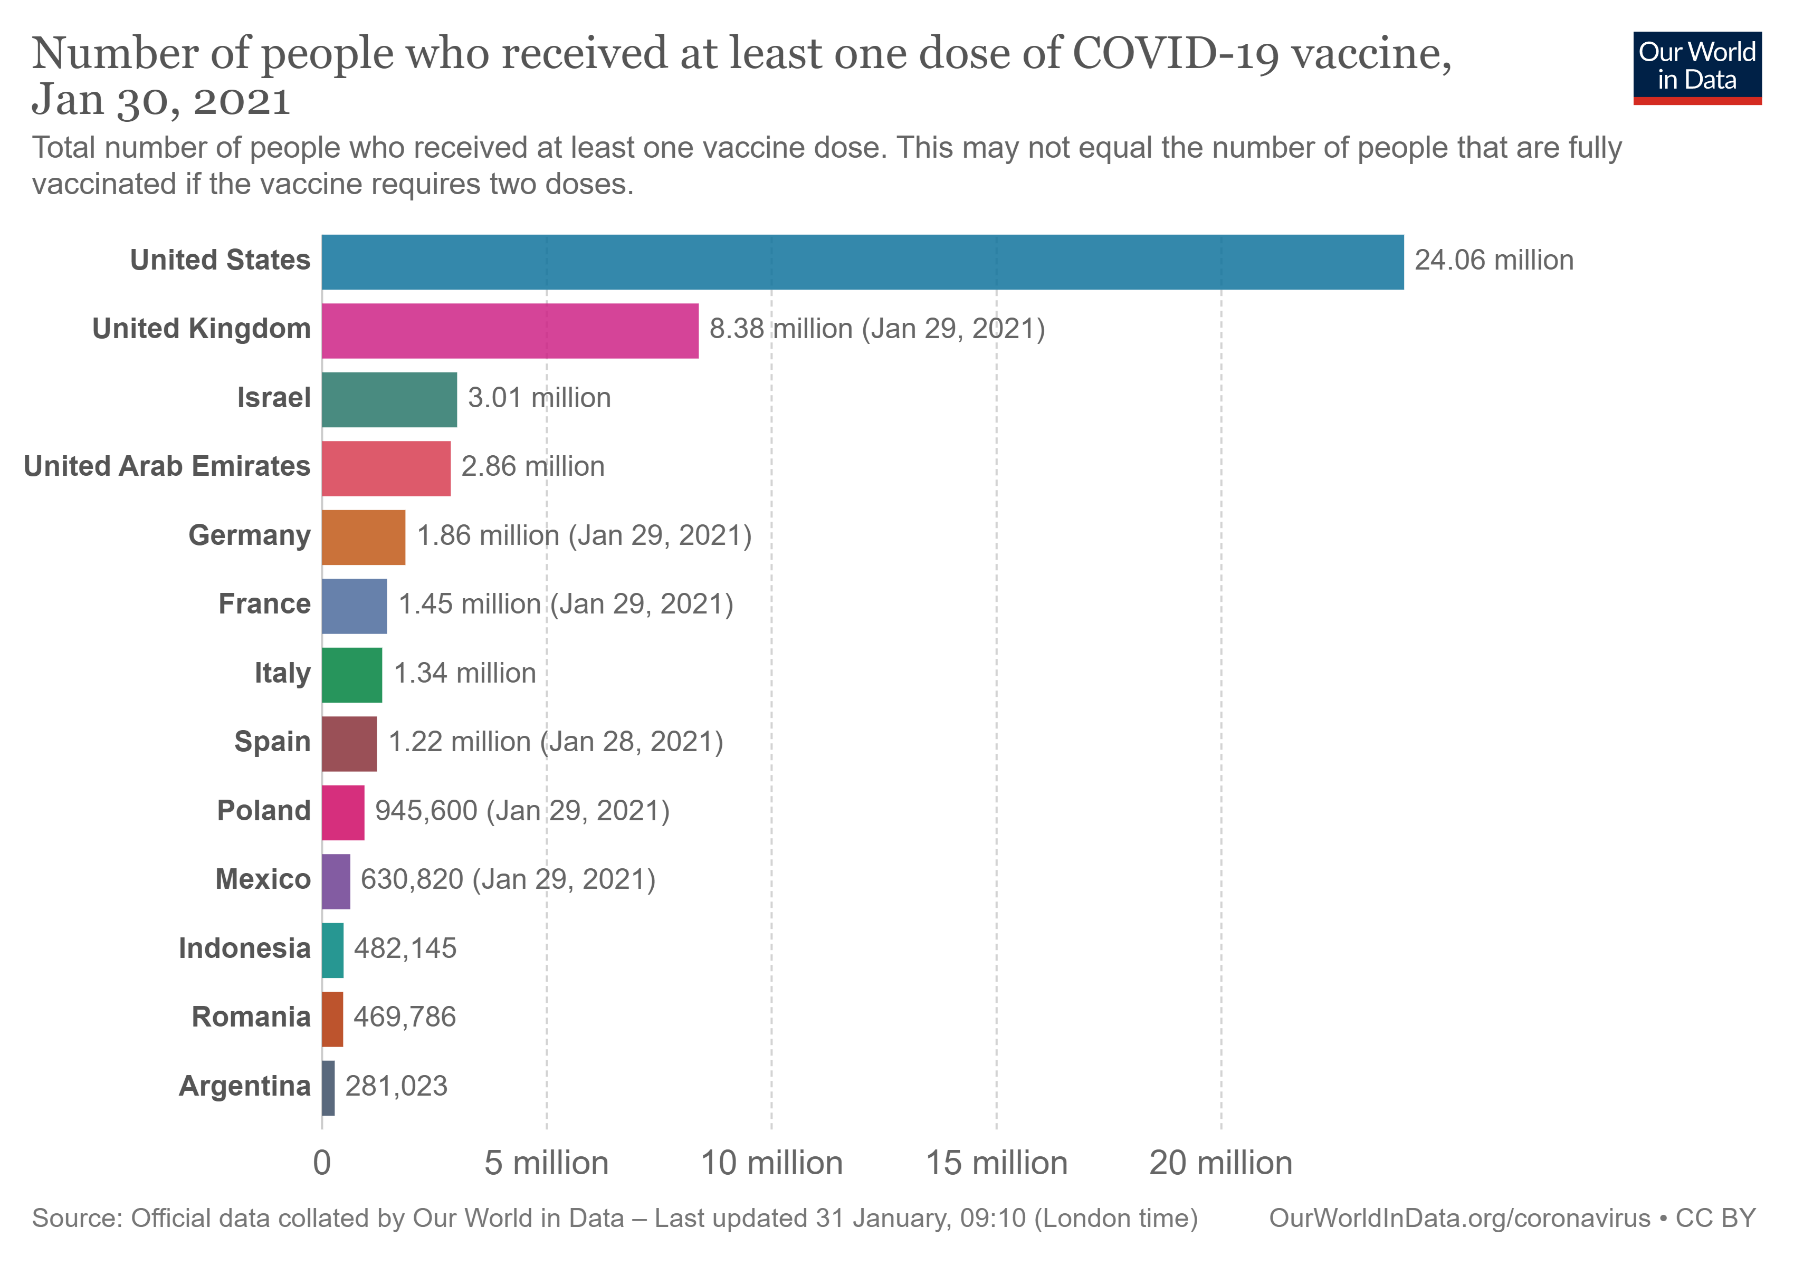 Number of people who received at least one dose of COVID-19 vaccine,
Jan 30, 2021
Our World
in Data
Total number of people who received at least one vaccine dose. This may not equal the number of people that are fully
vaccinated if the vaccine requires two doses.
United States 24.06 million
United Kingdom 8.38 million (Jan 29, 2021)
Israel 3.01 million
United Arab Emirates 2.86 million
Germany 1.86 million (Jan 29, 2021)
France 1.45 million (Jan 29, 2021)
Italy 1.34 million
Spain 1.22 million (Jan 28, 2021)
Poland 945,600 (Jan 29, 2021)
Mexico 630,820 (Jan 29, 2021)
Indonesia 482,145
Romania 469,786
Argentina 281,023
0 5 million 10 million 15 million 20 million
Source: Official data collated by Our World in Data – Last updated 31 January, 09:10 (London time) OurWorldInData.org/coronavirus • CC BY